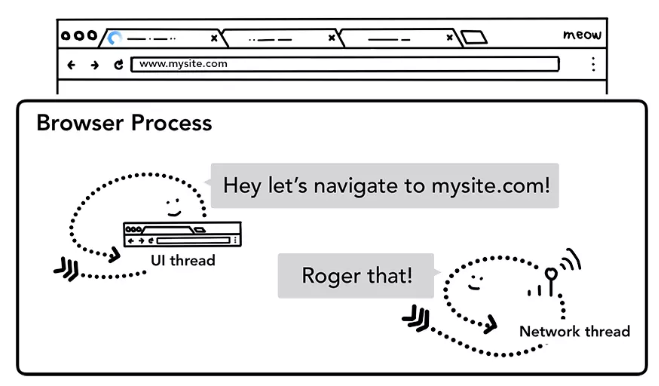 meow
www.mysite.com
Browser Process
Hey let's navigate to mysite.com!
UI thread
Roger that!
Network thread